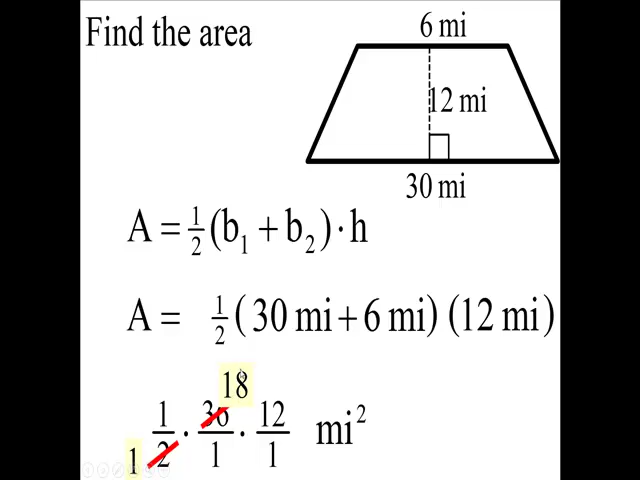 Find the area
6 mi
12 mi
30 mi
A = 1/2 (b₁ + b₂) · h
A = 1/2 (30 mi + 6 mi) (12 mi)
18
1/2 · 36/1 · 12/1 mi²
1